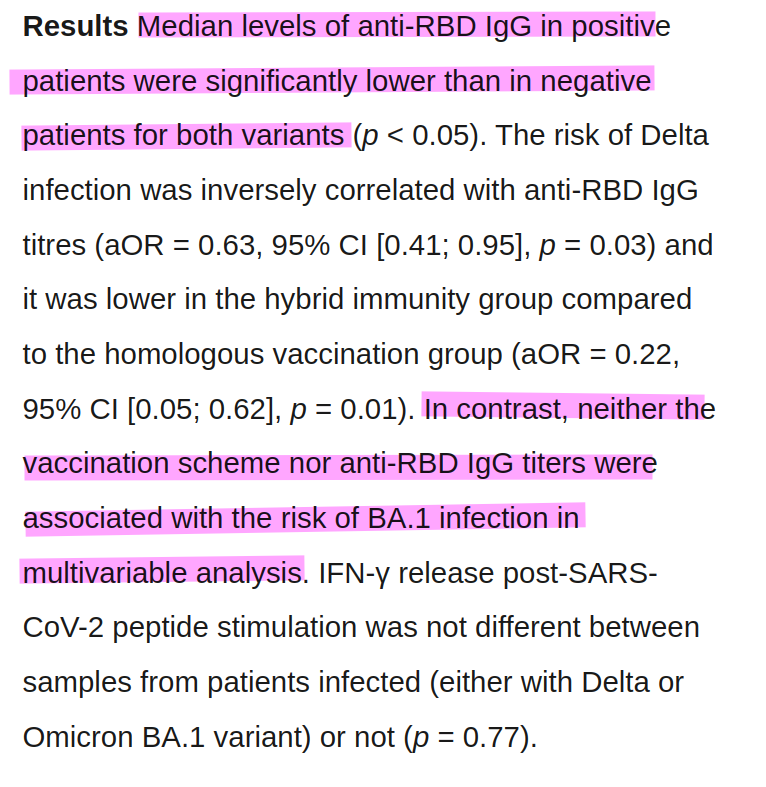 Results Median levels of anti-RBD IgG in positive
patients were significantly lower than in negative
patients for both variants (p < 0.05). The risk of Delta
infection was inversely correlated with anti-RBD IgG
titres (aOR = 0.63, 95% CI [0.41; 0.95], p = 0.03) and
it was lower in the hybrid immunity group compared
to the homologous vaccination group (aOR = 0.22,
95% CI [0.05; 0.62], p = 0.01). In contrast, neither the
vaccination scheme nor anti-RBD IgG titers were
associated with the risk of BA.1 infection in
multivariable analysis. IFN-γ release post-SARS-
CoV-2 peptide stimulation was not different between
samples from patients infected (either with Delta or
Omicron BA.1 variant) or not (p = 0.77).